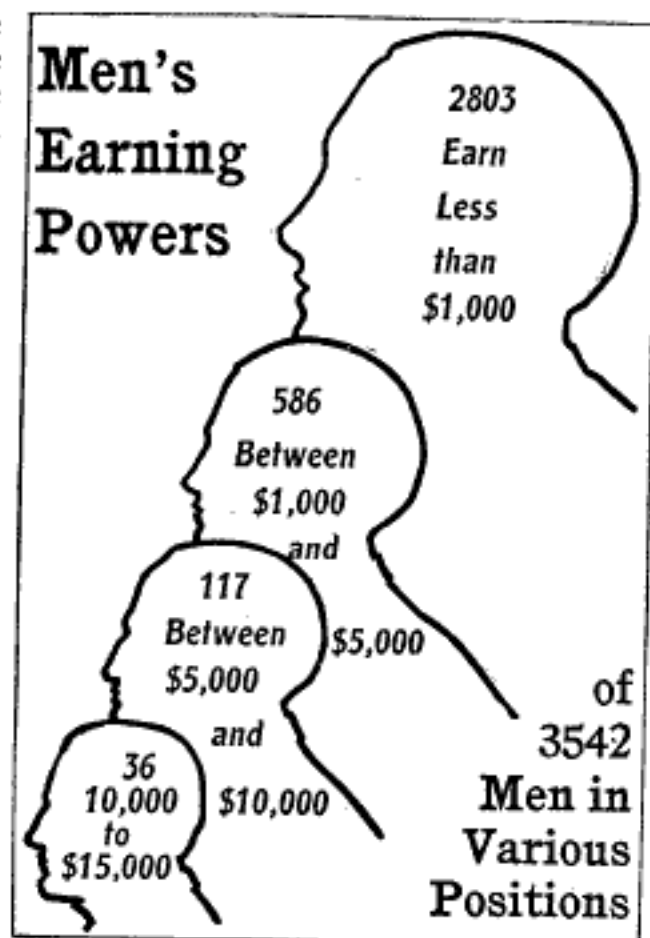 Men's
Earning
Powers
2803
Earn
Less
than
$1,000
586
Between
$1,000
and
$5,000
117
Between
$5,000
and
$10,000
36
10,000
to
$15,000
of
3542
Men in
Various
Positions